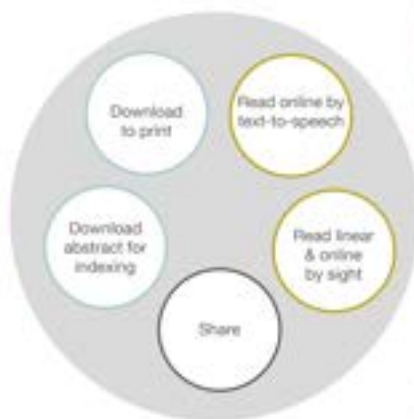 Download
to print
Read online by
text-to-speech
Download
abstract for
indexing
Read linear
& online
by sight
Share